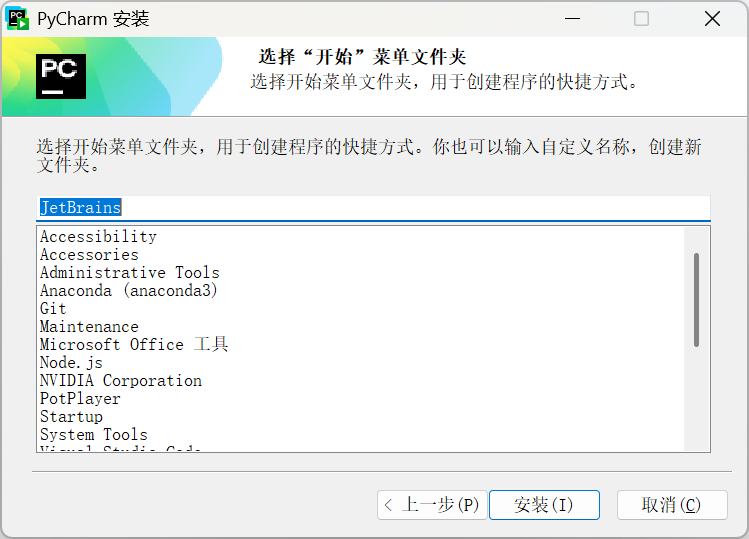 PyCharm 安装
PC
选择“开始”菜单文件夹
选择开始菜单文件夹，用于创建程序的快捷方式。
选择开始菜单文件夹，用于创建程序的快捷方式。你也可以输入自定义名称，创建新
文件夹。
JetBrains
Accessibility
Accessories
Administrative Tools
Anaconda (anaconda3)
Git
Maintenance
Microsoft Office 工具
Node.js
NVIDIA Corporation
PotPlayer
Startup
System Tools
Visual Studio Code
< 上一步(P)
安装(I)
取消(C)